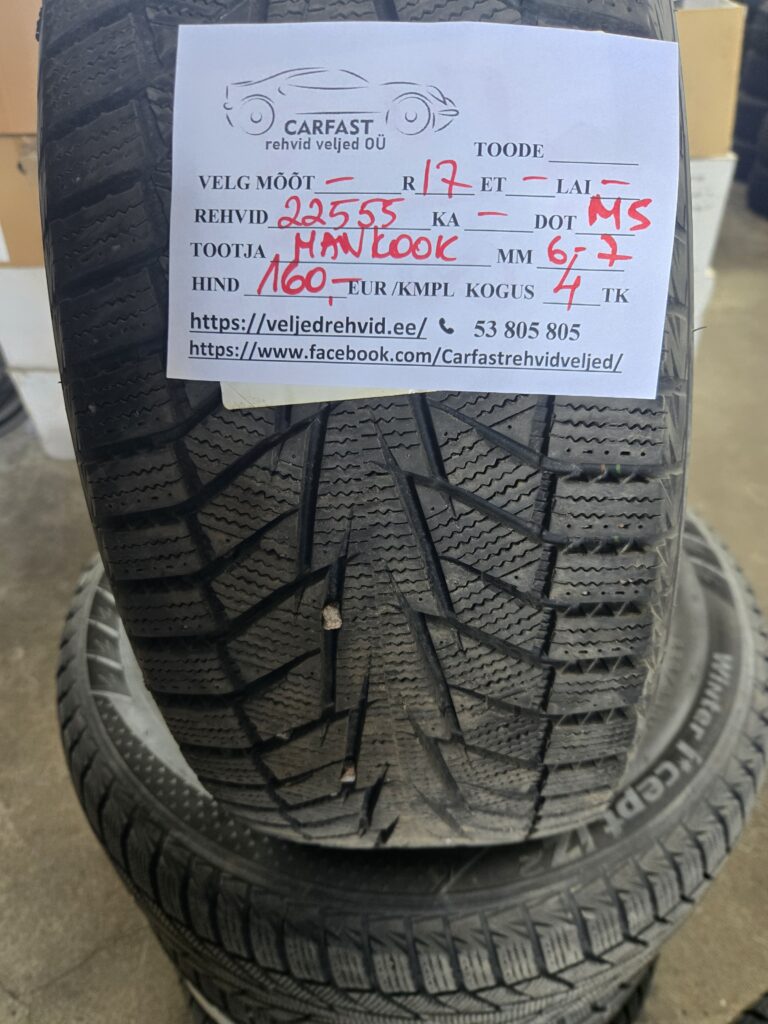 CARFAST
rehvid veljed OÜ
TOODE
VELG MÕÕT - R 17 ET - LAI -
REHVID 22555 KA - DOT MS
TOOTJA HANKOOK MM 6-7
HIND 160,- EUR /KMPL KOGUS 4 TK
https://veljedrehvid.ee/ 53 805 805
https://www.facebook.com/Carfastrehvidveljed/
Winter i*cept iZ2